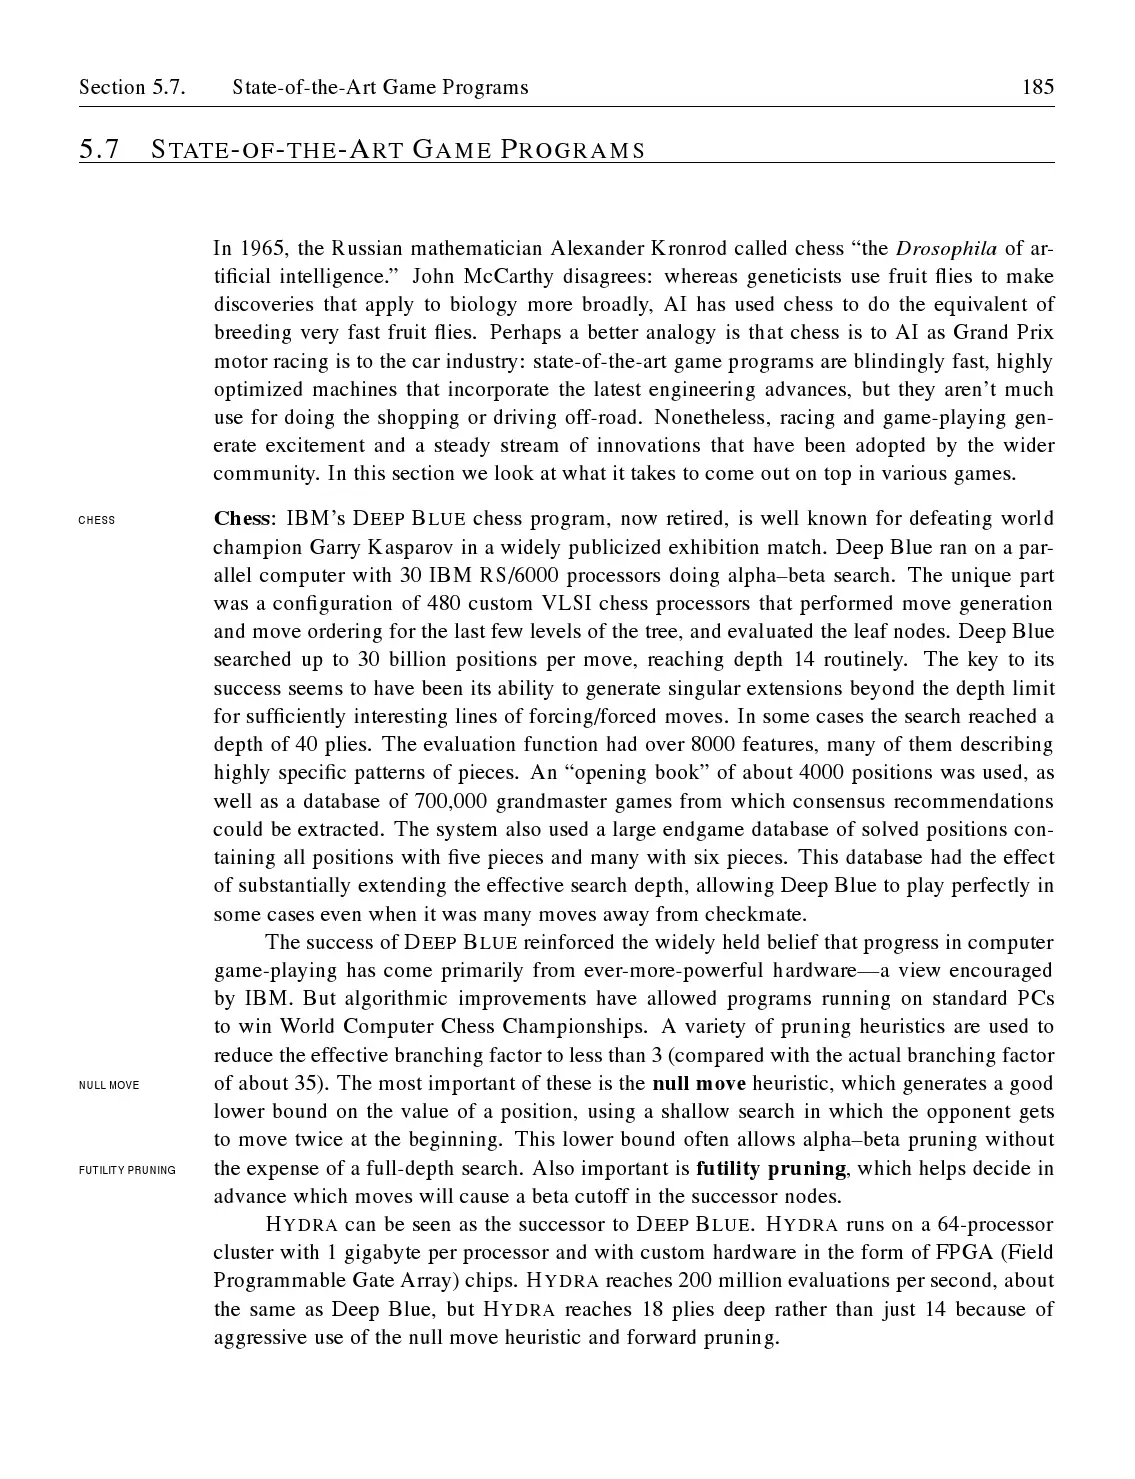 Section 5.7. State-of-the-Art Game Programs 185
5.7 STATE-OF-THE-ART GAME PROGRAMS
In 1965, the Russian mathematician Alexander Kronrod called chess “the Drosophila of ar-
tificial intelligence.” John McCarthy disagrees: whereas geneticists use fruit flies to make
discoveries that apply to biology more broadly, AI has used chess to do the equivalent of
breeding very fast fruit flies. Perhaps a better analogy is that chess is to AI as Grand Prix
motor racing is to the car industry: state-of-the-art game programs are blindingly fast, highly
optimized machines that incorporate the latest engineering advances, but they aren’t much
use for doing the shopping or driving off-road. Nonetheless, racing and game-playing gen-
erate excitement and a steady stream of innovations that have been adopted by the wider
community. In this section we look at what it takes to come out on top in various games.
CHESS
Chess: IBM’s DEEP BLUE chess program, now retired, is well known for defeating world
champion Garry Kasparov in a widely publicized exhibition match. Deep Blue ran on a par-
allel computer with 30 IBM RS/6000 processors doing alpha–beta search. The unique part
was a configuration of 480 custom VLSI chess processors that performed move generation
and move ordering for the last few levels of the tree, and evaluated the leaf nodes. Deep Blue
searched up to 30 billion positions per move, reaching depth 14 routinely. The key to its
success seems to have been its ability to generate singular extensions beyond the depth limit
for sufficiently interesting lines of forcing/forced moves. In some cases the search reached a
depth of 40 plies. The evaluation function had over 8000 features, many of them describing
highly specific patterns of pieces. An “opening book” of about 4000 positions was used, as
well as a database of 700,000 grandmaster games from which consensus recommendations
could be extracted. The system also used a large endgame database of solved positions con-
taining all positions with five pieces and many with six pieces. This database had the effect
of substantially extending the effective search depth, allowing Deep Blue to play perfectly in
some cases even when it was many moves away from checkmate.
The success of DEEP BLUE reinforced the widely held belief that progress in computer
game-playing has come primarily from ever-more-powerful hardware—a view encouraged
by IBM. But algorithmic improvements have allowed programs running on standard PCs
to win World Computer Chess Championships. A variety of pruning heuristics are used to
reduce the effective branching factor to less than 3 (compared with the actual branching factor
NULL MOVE
of about 35). The most important of these is the null move heuristic, which generates a good
lower bound on the value of a position, using a shallow search in which the opponent gets
to move twice at the beginning. This lower bound often allows alpha–beta pruning without
FUTILITY PRUNING
the expense of a full-depth search. Also important is futility pruning, which helps decide in
advance which moves will cause a beta cutoff in the successor nodes.
HYDRA can be seen as the successor to DEEP BLUE. HYDRA runs on a 64-processor
cluster with 1 gigabyte per processor and with custom hardware in the form of FPGA (Field
Programmable Gate Array) chips. HYDRA reaches 200 million evaluations per second, about
the same as Deep Blue, but HYDRA reaches 18 plies deep rather than just 14 because of
aggressive use of the null move heuristic and forward pruning.